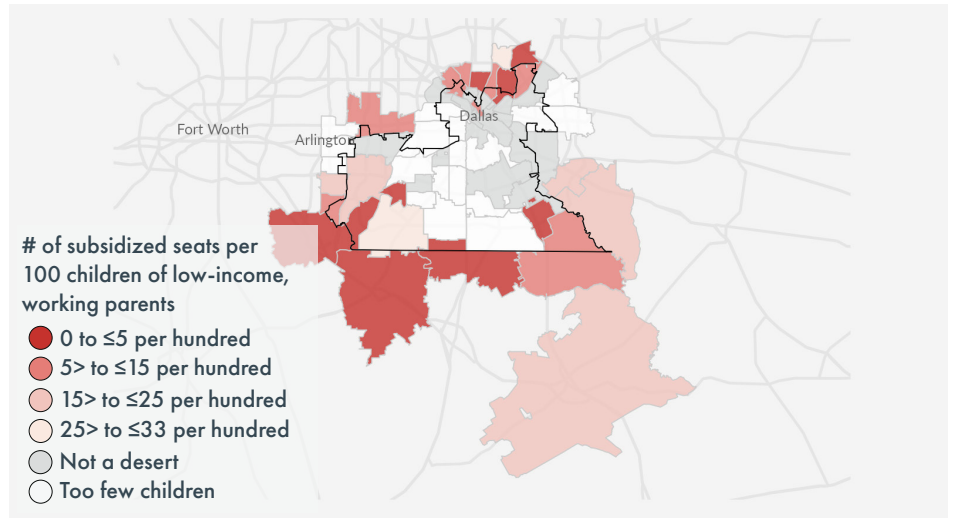 Dallas
Fort Worth
Arlington
# of subsidized seats per
100 children of low-income,
working parents
0 to ≤5 per hundred
5> to ≤15 per hundred
15> to ≤25 per hundred
25> to ≤33 per hundred
Not a desert
Too few children